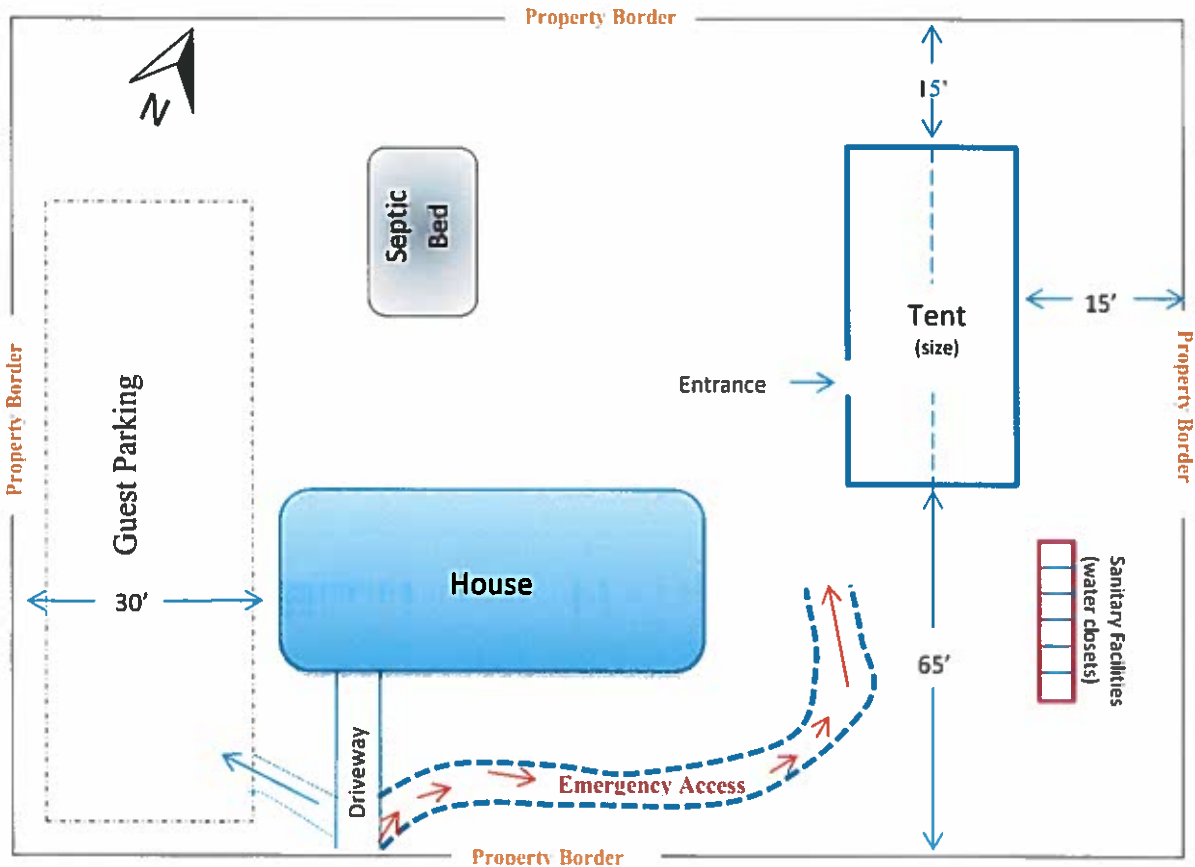 Property Border
15'
N
Septic
Bed
Tent
(size)
15'
Property Border
Property Border
Entrance
Guest Parking
House
30'
65'
Sanitary Facilities
(water closets)
Driveway
Emergency Access
Property Border